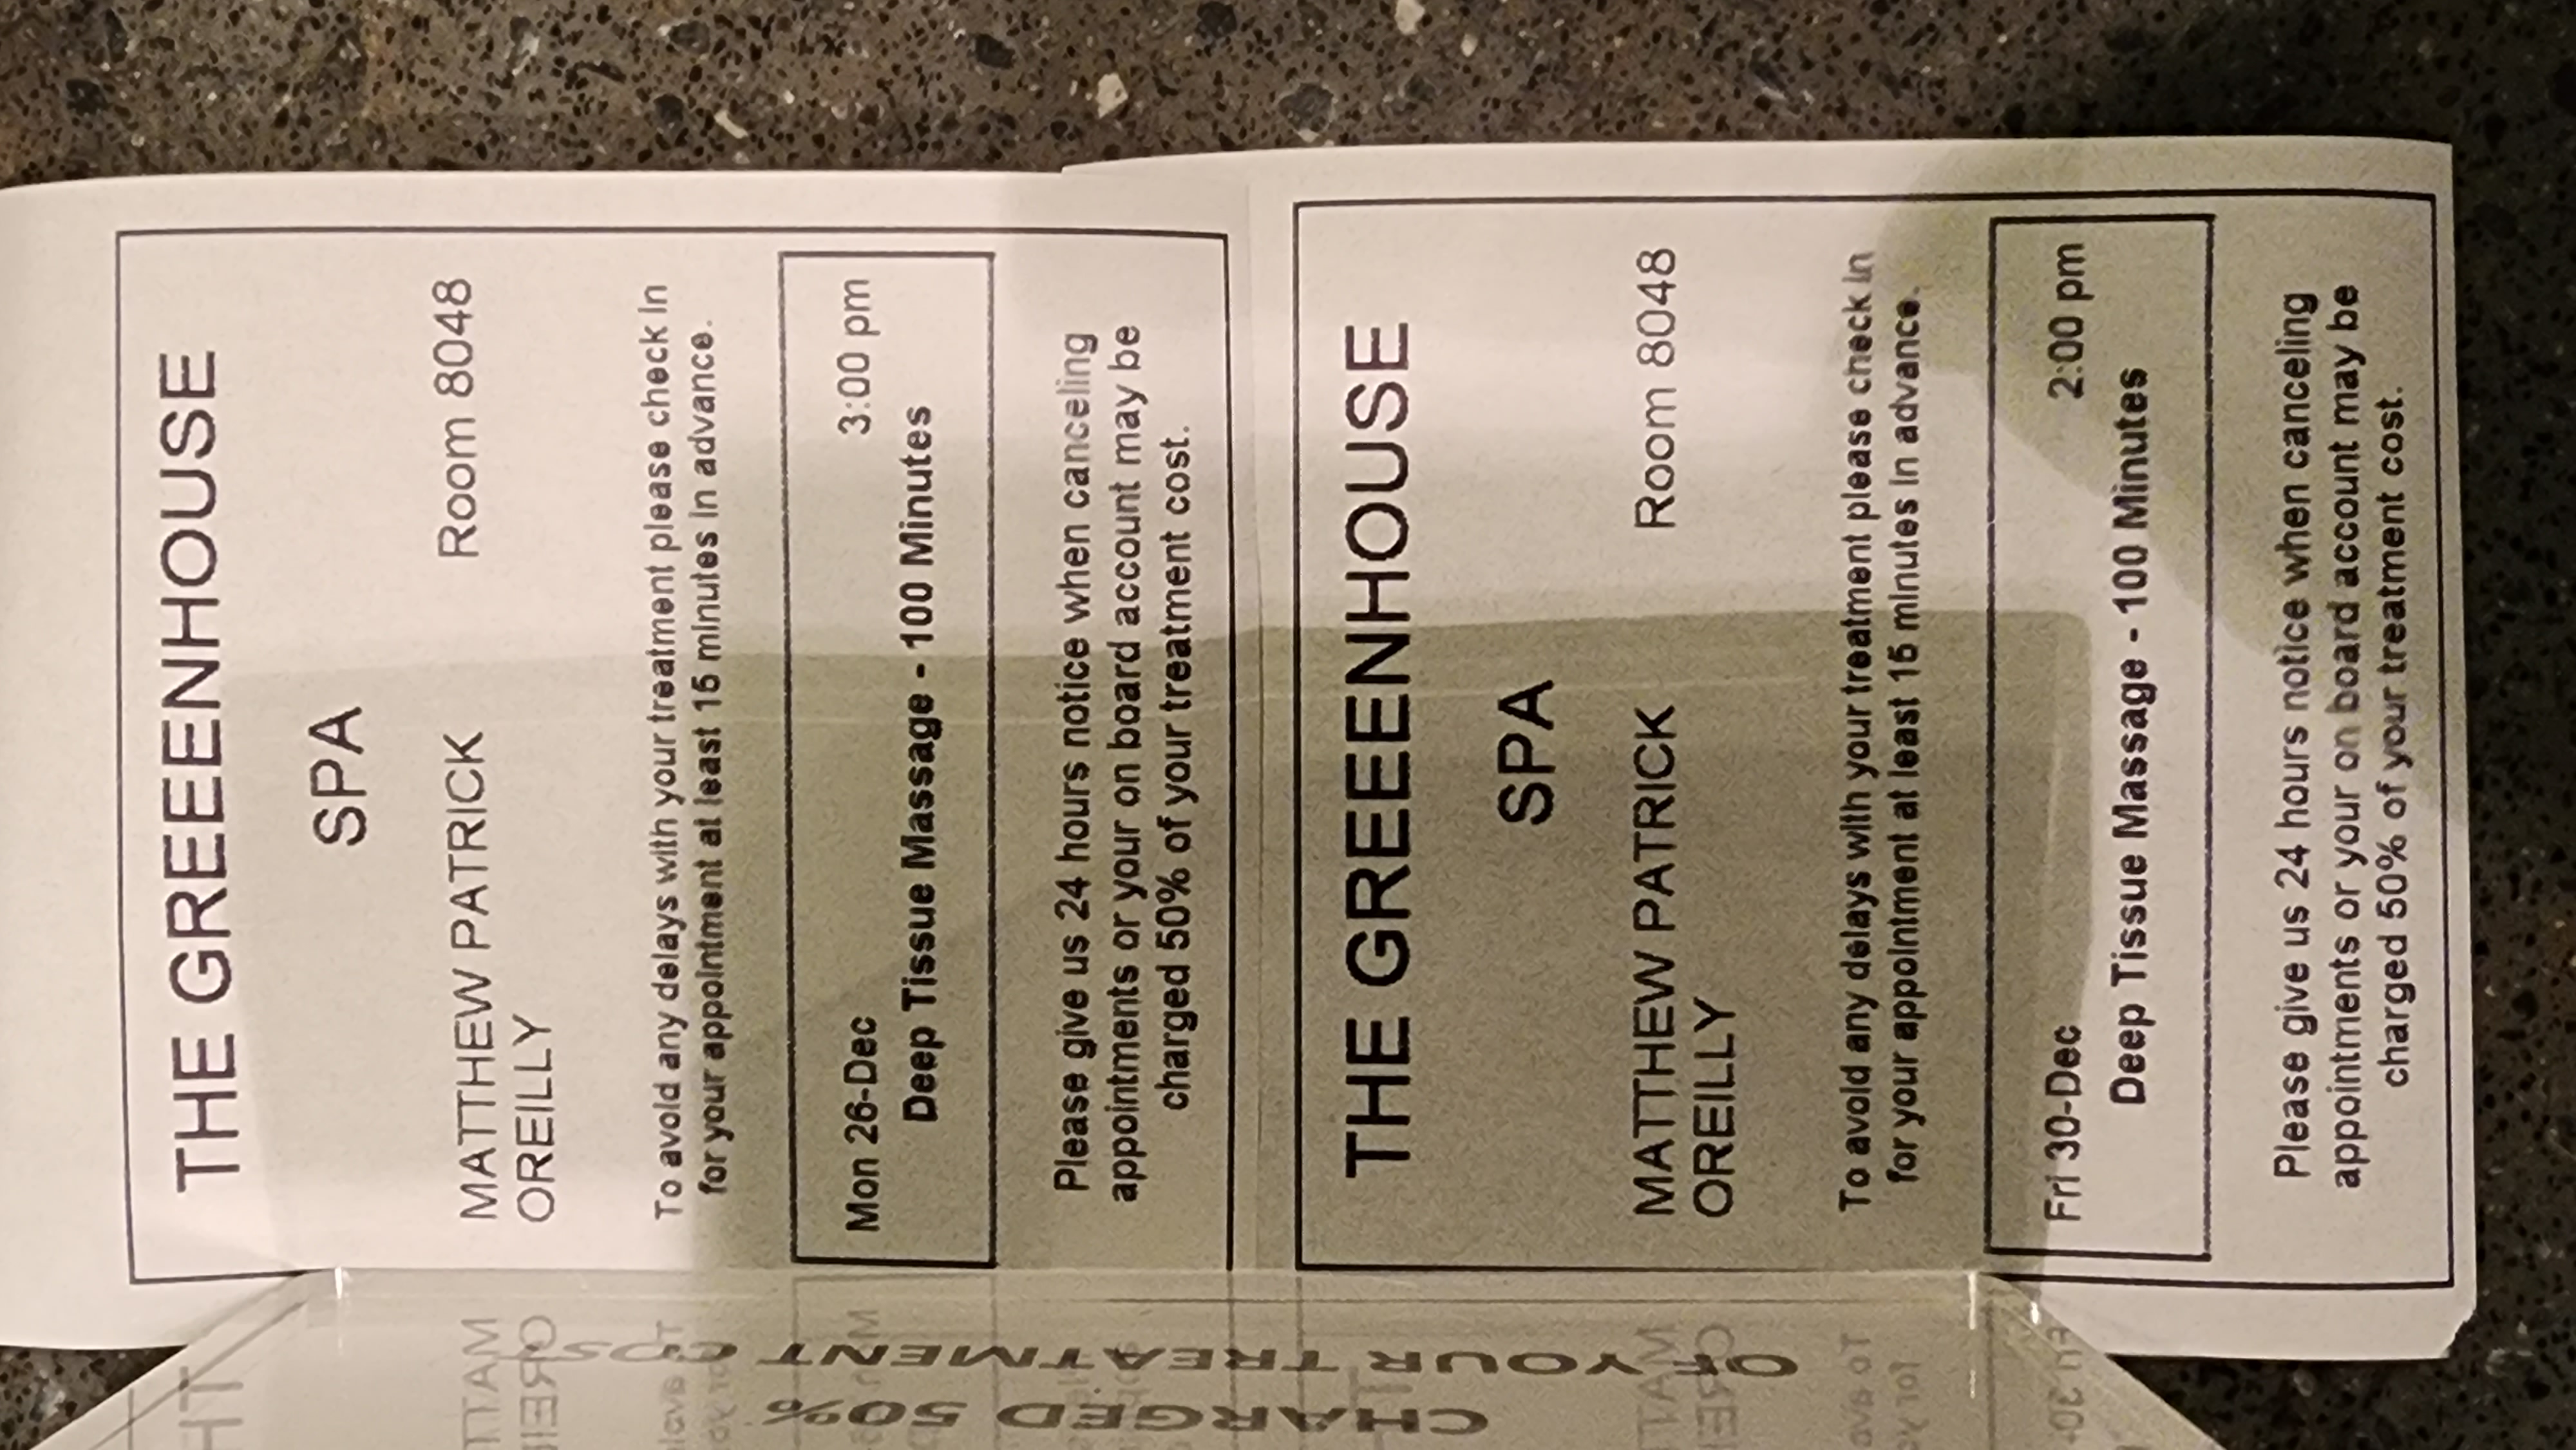 THE GREEENHOUSE
SPA
MATTHEW PATRICK Room 8048
OREILLY
To avoid any delays with your treatment please check in
for your appointment at least 15 minutes in advance.
Mon 26-Dec 3:00 pm
Deep Tissue Massage - 100 Minutes
Please give us 24 hours notice when canceling
appointments or your on board account may be
charged 50% of your treatment cost.
THE GREEENHOUSE
SPA
MATTHEW PATRICK Room 8048
OREILLY
To avoid any delays with your treatment please check in
for your appointment at least 15 minutes in advance.
Fri 30-Dec 2:00 pm
Deep Tissue Massage - 100 Minutes
Please give us 24 hours notice when canceling
appointments or your on board account may be
charged 50% of your treatment cost.
CHARGED 50%
OF YOUR TREATMENT